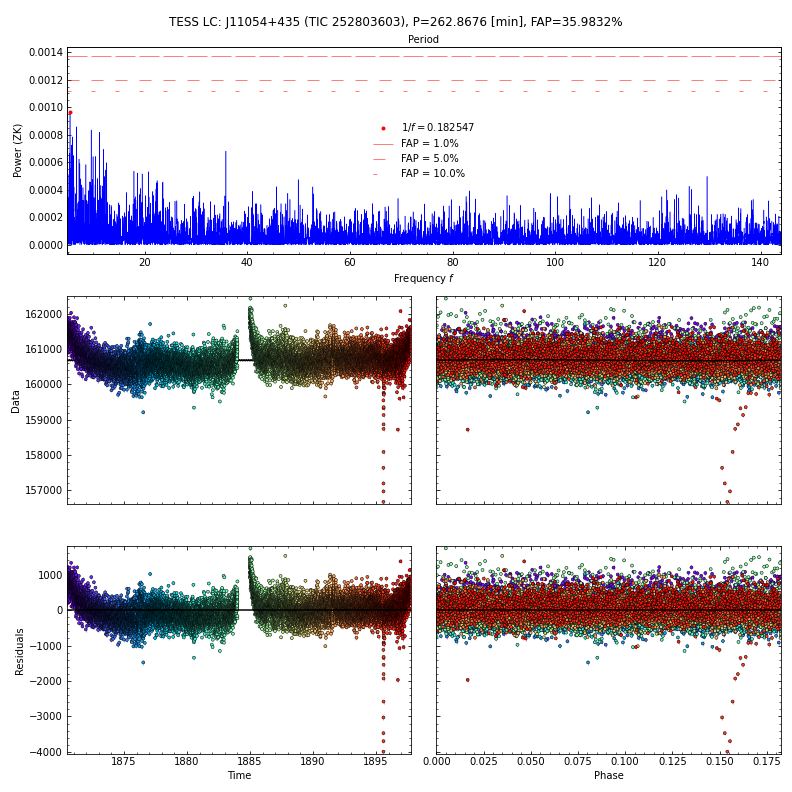 TESS LC: J11054+435 (TIC 252803603), P=262.8676 [min], FAP=35.9832%
Period
0.0014
0.0012
0.0010
0.0008
0.0006
0.0004
0.0002
0.0000
Power (ZK)
1/f = 0.182547
FAP = 1.0%
FAP = 5.0%
FAP = 10.0%
20 40 60 80 100 120 140
Frequency f
162000
161000
160000
159000
158000
157000
Data
1000
0
−1000
−2000
−3000
−4000
Residuals
1875 1880 1885 1890 1895
Time
0.000 0.025 0.050 0.075 0.100 0.125 0.150 0.175
Phase